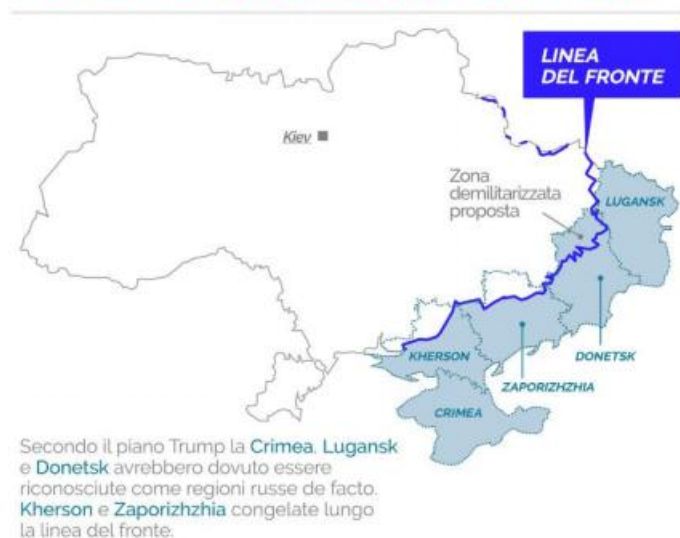 LINEA
DEL FRONTE
Kiev
Zona
demilitarizzata
proposta
LUGANSK
KHERSON
DONETSK
ZAPORIZHZHIA
CRIMEA
Secondo il piano Trump la Crimea, Lugansk
e Donetsk avrebbero dovuto essere
riconosciute come regioni russe de facto.
Kherson e Zaporizhzhia congelate lungo
la linea del fronte.